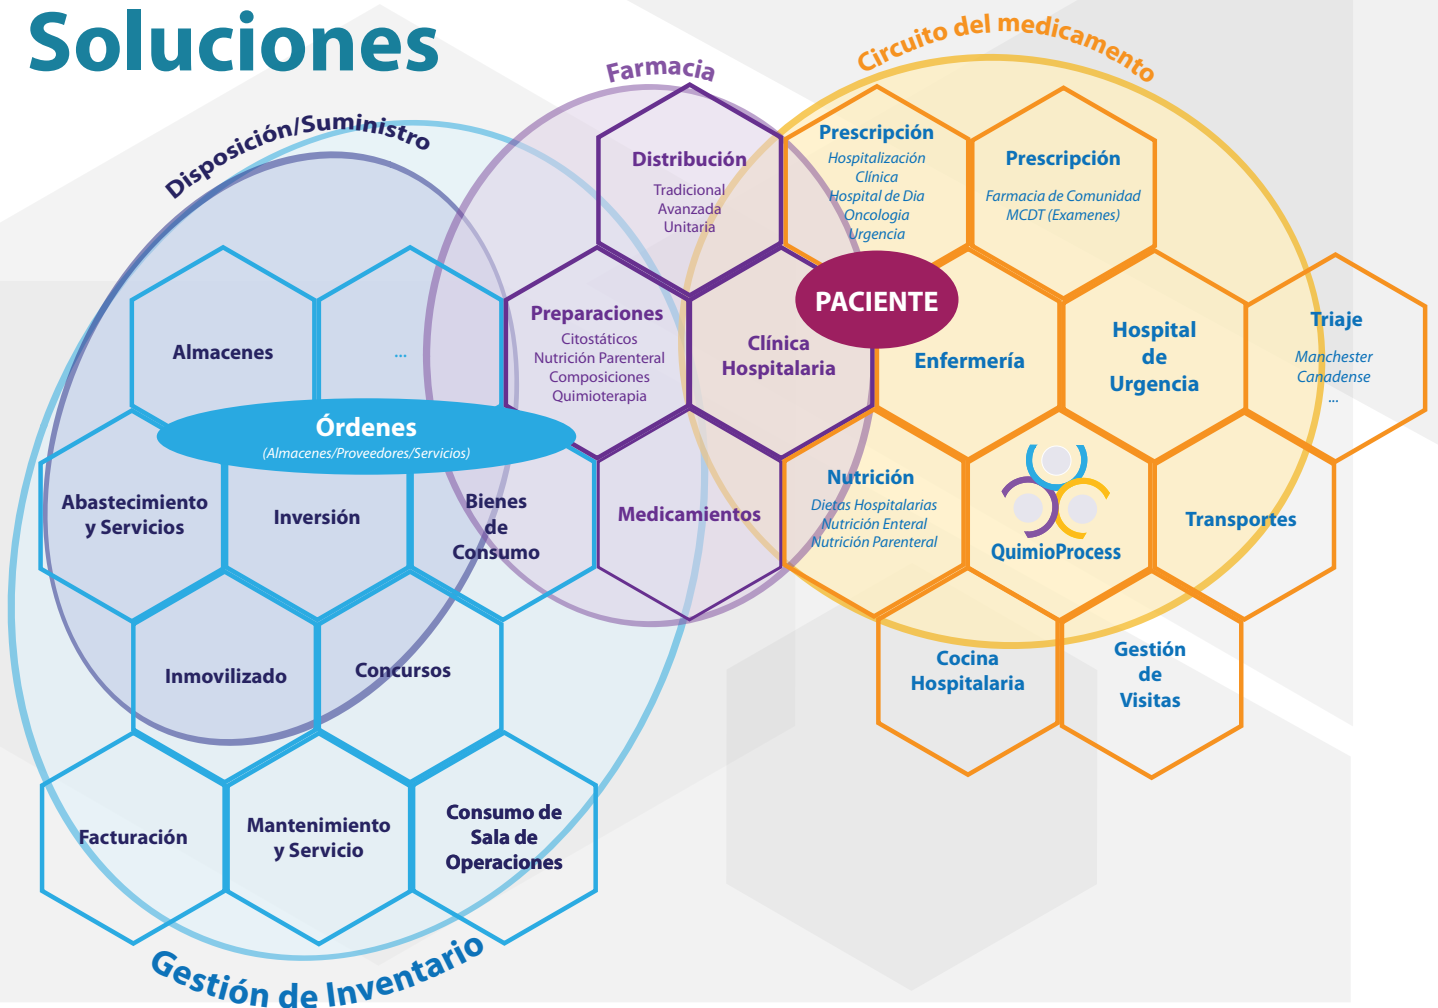 Soluciones
Disposición/Suministro
Farmacia
Circuito del medicamento
Distribución
Tradicional
Avanzada
Unitaria
Prescripción
Hospitalización
Clínica
Hospital de Dia
Oncologia
Urgencia
Prescripción
Farmacia de Comunidad
MCDT (Examenes)
Almacenes
...
Preparaciones
Citostáticos
Nutrición Parenteral
Composiciones
Quimioterapia
Clínica
Hospitalaria
PACIENTE
Enfermería
Hospital
de
Urgencia
Triaje
Manchester
Canadense
...
Órdenes
(Almacenes/Proveedores/Servicios)
Abastecimiento
y Servicios
Inversión
Bienes
de
Consumo
Medicamientos
Nutrición
Dietas Hospitalarias
Nutrición Enteral
Nutrición Parenteral
QuimioProcess
Transportes
Inmovilizado
Concursos
Cocina
Hospitalaria
Gestión
de
Visitas
Facturación
Mantenimiento
y Servicio
Consumo de
Sala de
Operaciones
Gestión de Inventario